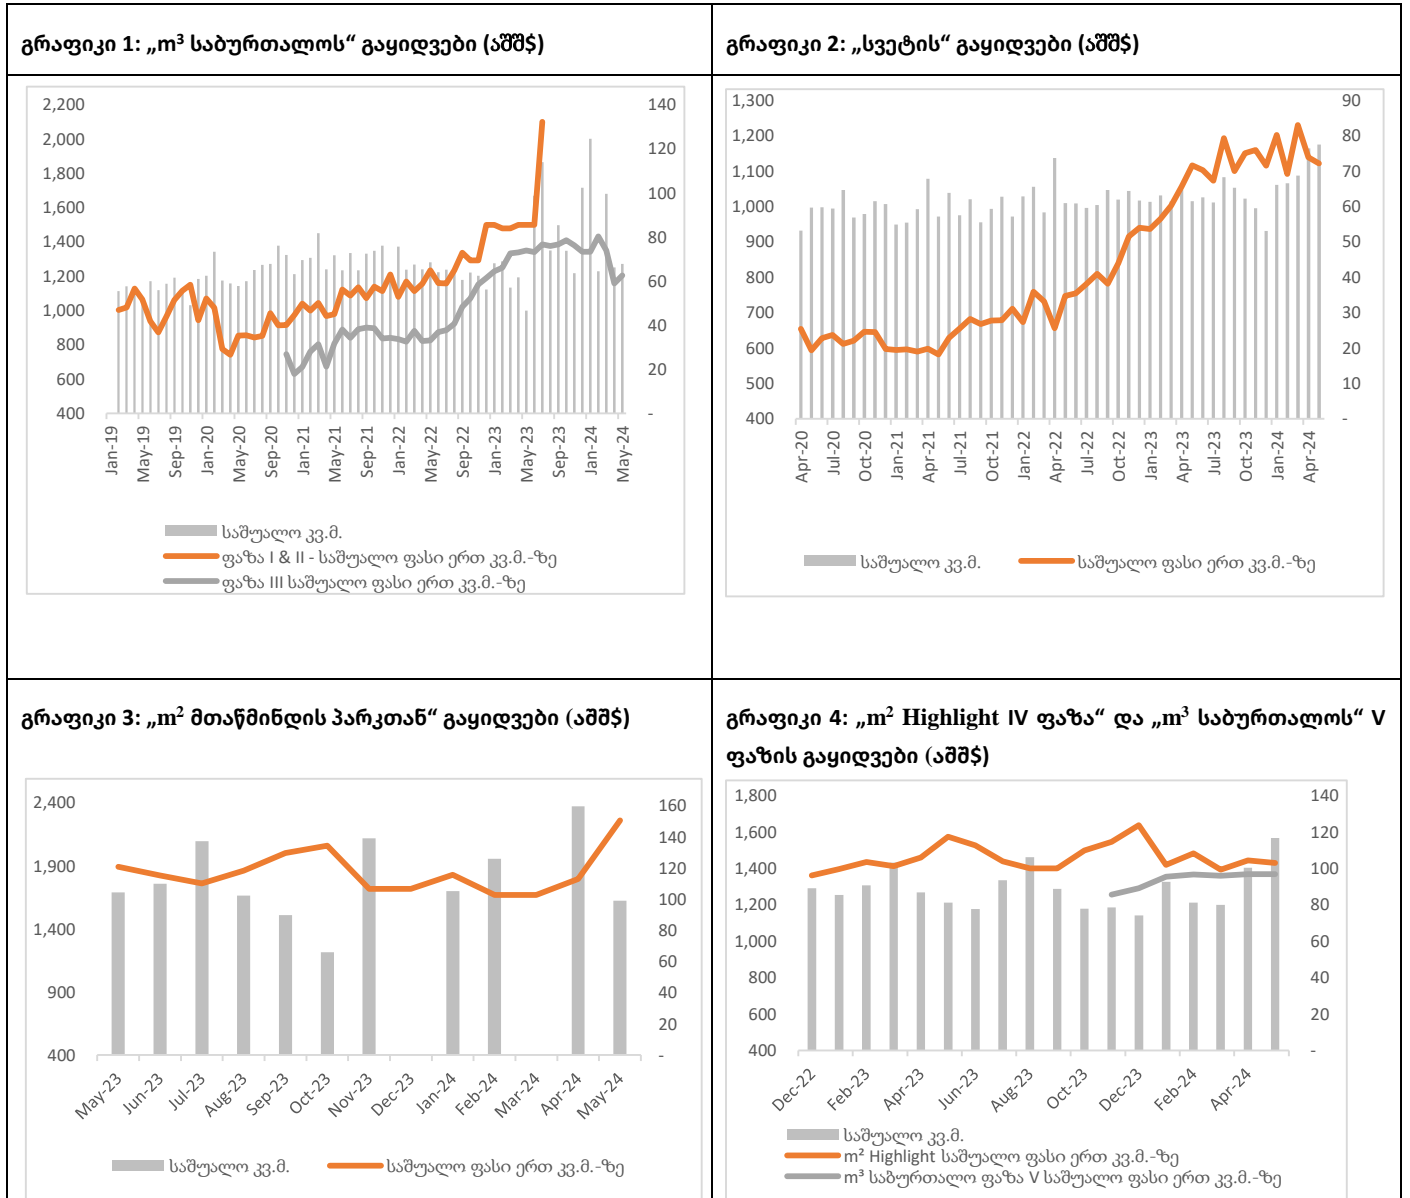 გრაფიკი 1: „m³ საბურთალოს“ გაყიდვები (აშშ$)
2,200
2,000
1,800
1,600
1,400
1,200
1,000
800
600
400
140
120
100
80
60
40
20
-
Jan-19
May-19
Sep-19
Jan-20
May-20
Sep-20
Jan-21
May-21
Sep-21
Jan-22
May-22
Sep-22
Jan-23
May-23
Sep-23
Jan-24
May-24
საშუალო კვ.მ.
ფაზა I & II - საშუალო ფასი ერთ კვ.მ.-ზე
ფაზა III საშუალო ფასი ერთ კვ.მ.-ზე
გრაფიკი 2: „სვეტის“ გაყიდვები (აშშ$)
1,300
1,200
1,100
1,000
900
800
700
600
500
400
90
80
70
60
50
40
30
20
10
-
Apr-20
Jul-20
Oct-20
Jan-21
Apr-21
Jul-21
Oct-21
Jan-22
Apr-22
Jul-22
Oct-22
Jan-23
Apr-23
Jul-23
Oct-23
Jan-24
Apr-24
საშუალო კვ.მ.
საშუალო ფასი ერთ კვ.მ.-ზე
გრაფიკი 3: „m² მთაწმინდის პარკთან“ გაყიდვები (აშშ$)
2,400
1,900
1,400
900
400
160
140
120
100
80
60
40
20
-
May-23
Jun-23
Jul-23
Aug-23
Sep-23
Oct-23
Nov-23
Dec-23
Jan-24
Feb-24
Mar-24
Apr-24
May-24
საშუალო კვ.მ.
საშუალო ფასი ერთ კვ.მ.-ზე
გრაფიკი 4: „m² Highlight IV ფაზა“ და „m³ საბურთალოს“ V
ფაზის გაყიდვები (აშშ$)
1,800
1,600
1,400
1,200
1,000
800
600
400
140
120
100
80
60
40
20
-
Dec-22
Feb-23
Apr-23
Jun-23
Aug-23
Oct-23
Dec-23
Feb-24
Apr-24
საშუალო კვ.მ.
m² Highlight საშუალო ფასი ერთ კვ.მ.-ზე
m³ საბურთალო ფაზა V საშუალო ფასი ერთ კვ.მ.-ზე